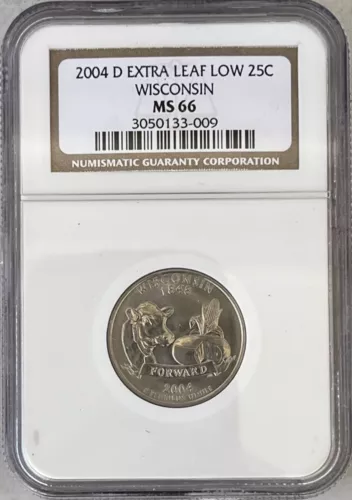 2004 D EXTRA LEAF LOW 25C
WISCONSIN
MS 66
3050133-009
NUMISMATIC GUARANTY CORPORATION
WISCONSIN
1848
FORWARD
2004